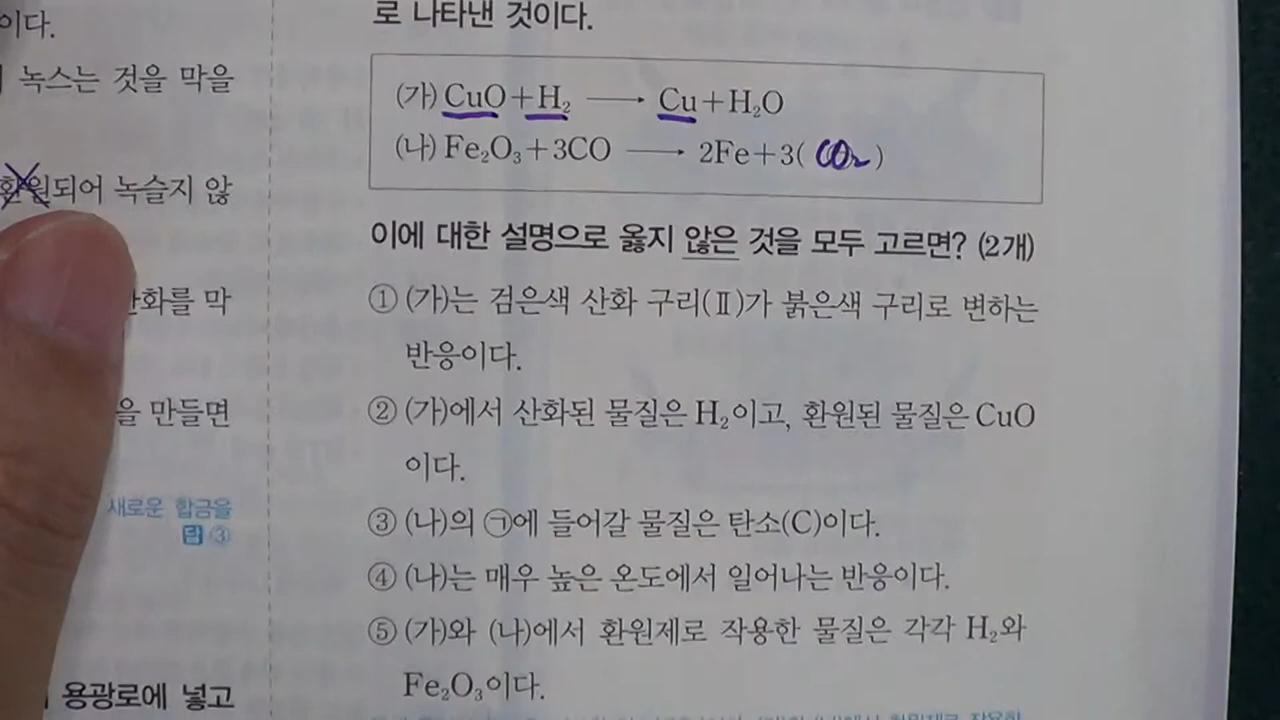 이다.
녹스는 것을 막을
환원되어 녹슬지 않
화를 막
을 만들면
새로운 합금을
답 ③
용광로에 넣고
로 나타낸 것이다.
(가) CuO+H₂ ⟶ Cu+H₂O
(나) Fe₂O₃+3CO ⟶ 2Fe+3( CO₂ )
이에 대한 설명으로 옳지 않은 것을 모두 고르면? (2개)
① (가)는 검은색 산화 구리(Ⅱ)가 붉은색 구리로 변하는
반응이다.
② (가)에서 산화된 물질은 H₂이고, 환원된 물질은 CuO
이다.
③ (나)의 ㉠에 들어갈 물질은 탄소(C)이다.
④ (나)는 매우 높은 온도에서 일어나는 반응이다.
⑤ (가)와 (나)에서 환원제로 작용한 물질은 각각 H₂와
Fe₂O₃이다.